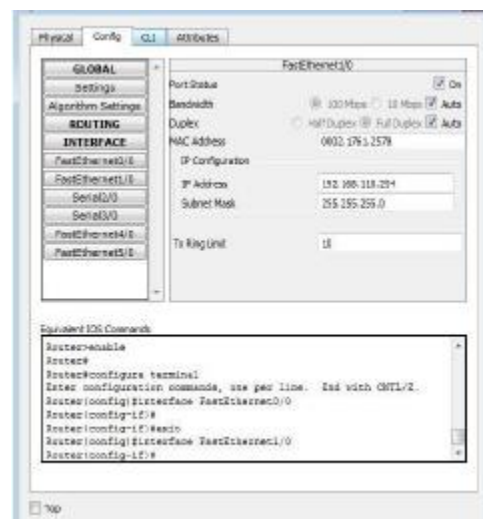 Physical Config CLI Attributes
GLOBAL
Settings
Algorithm Settings
ROUTING
INTERFACE
FastEthernet0/0
FastEthernet1/0
Serial2/0
Serial3/0
FastEthernet4/0
FastEthernet5/0
FastEthernet1/0
Port Status On
Bandwidth 100 Mbps 10 Mbps Auto
Duplex Half Duplex Full Duplex Auto
MAC Address 0002.1761.2578
IP Configuration
IP Address 192.168.110.254
Subnet Mask 255.255.255.0
Tx Ring Limit 10
Equivalent IOS Commands
Router>enable
Router#
Router#configure terminal
Enter configuration commands, one per line. End with CNTL/Z.
Router(config)#interface FastEthernet0/0
Router(config-if)#
Router(config-if)#exit
Router(config)#interface FastEthernet1/0
Router(config-if)#
Top